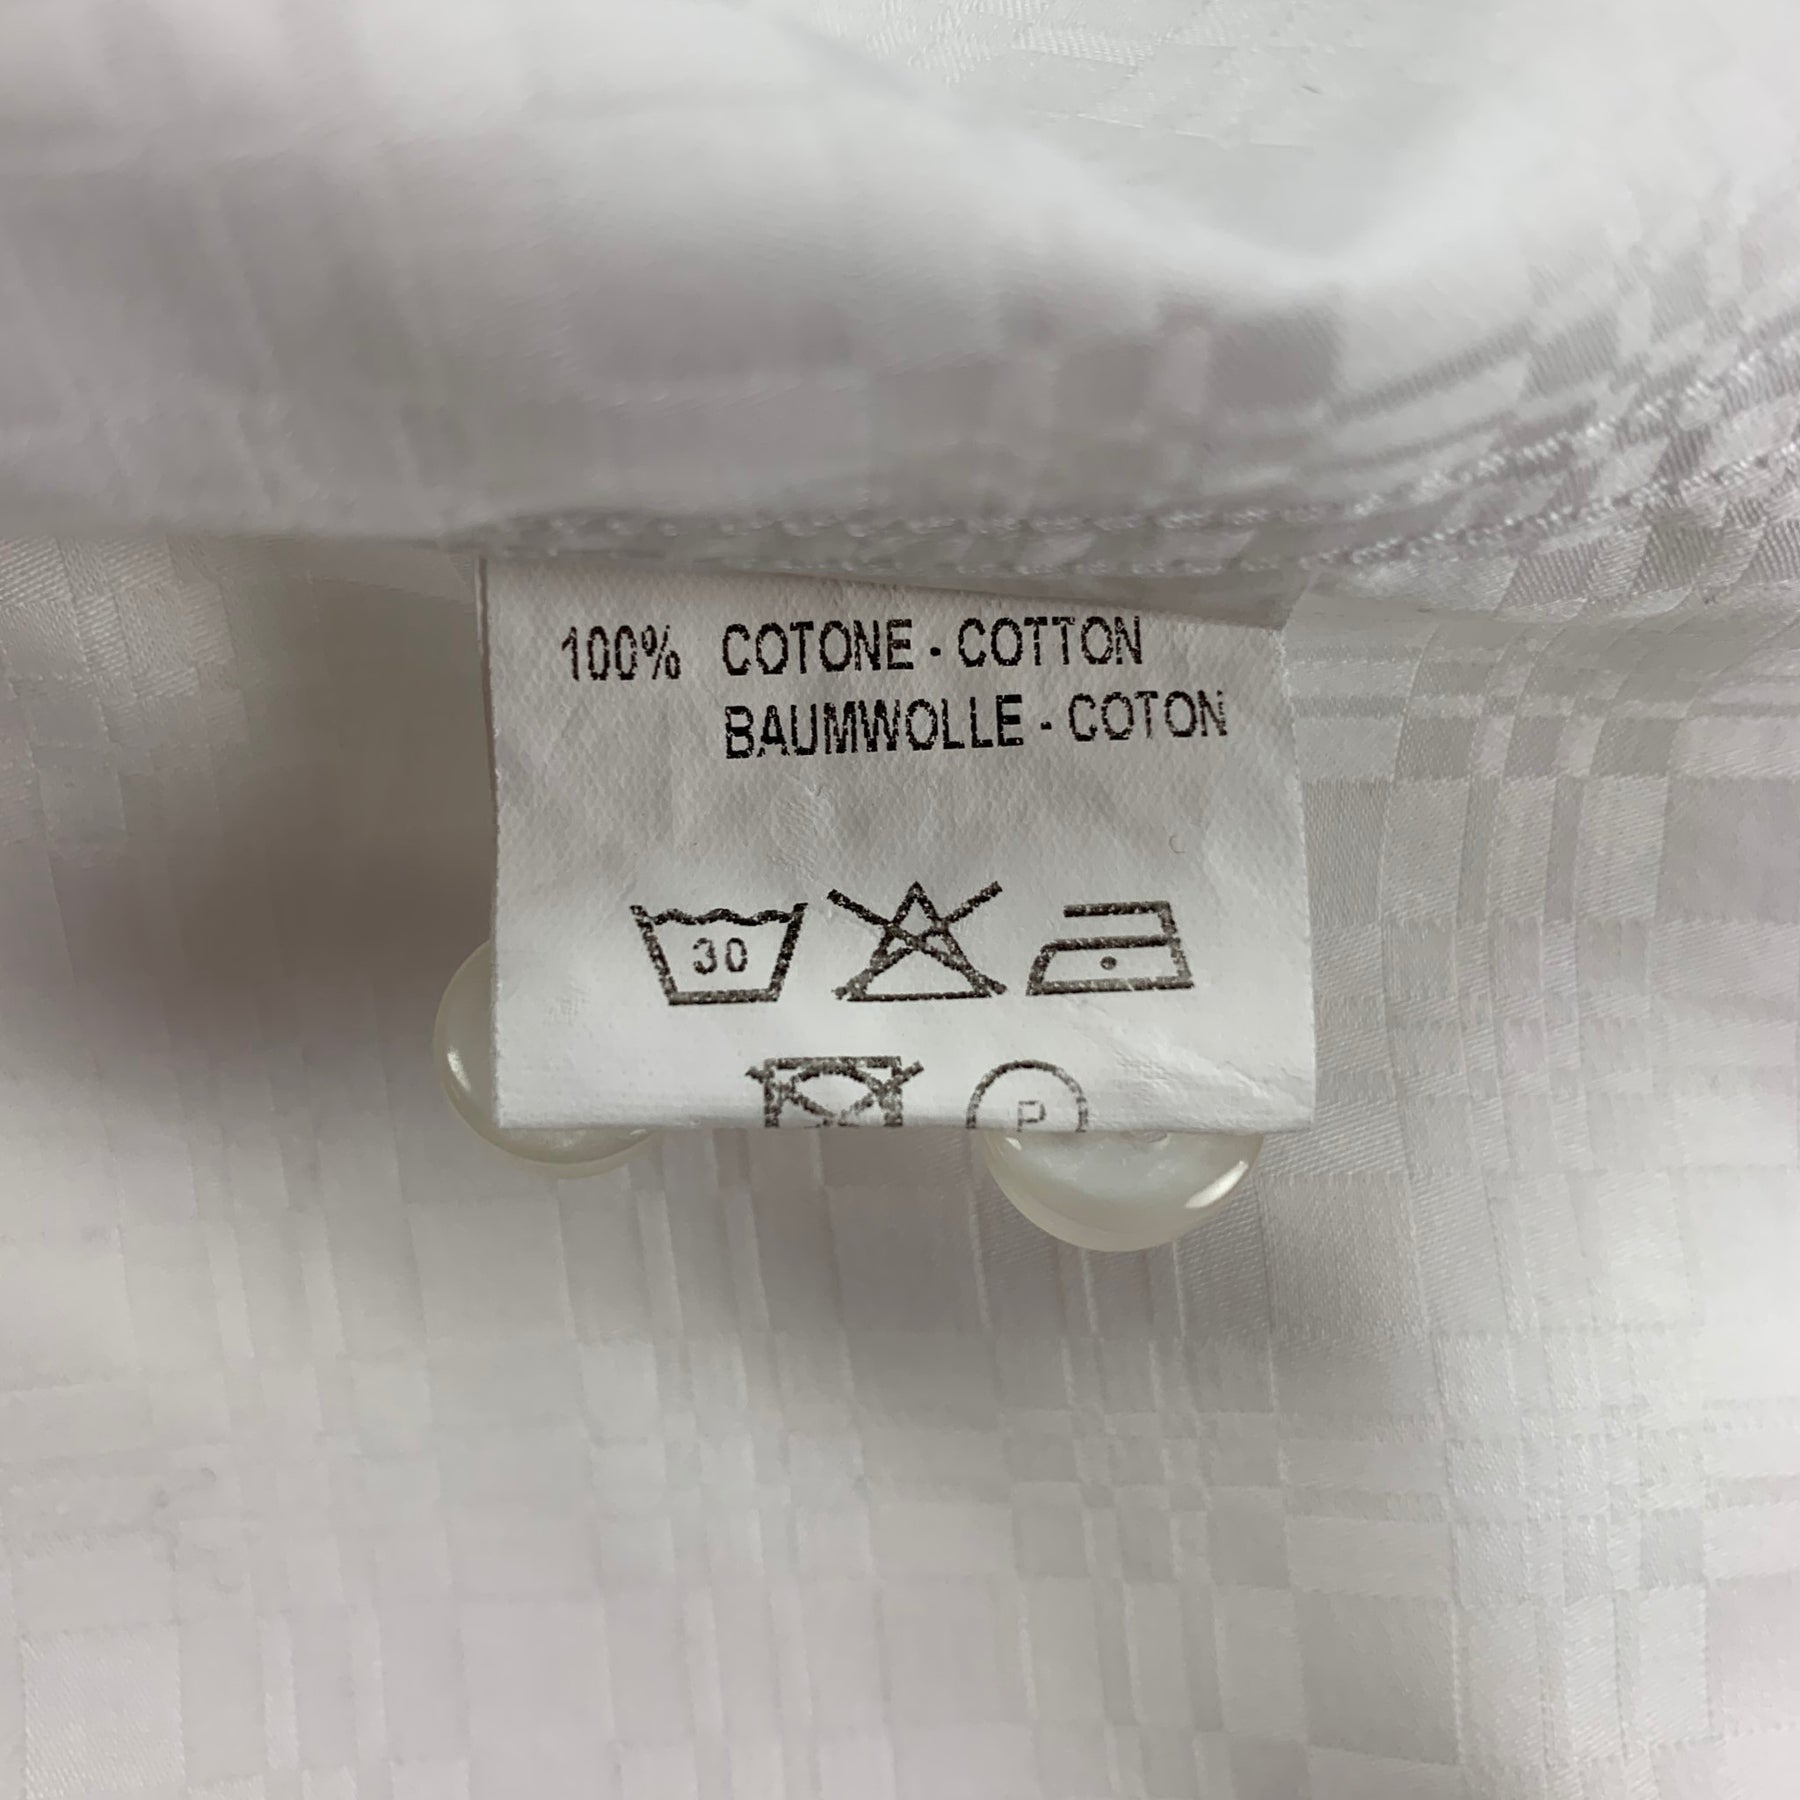 100% COTONE - COTTON
BAUMWOLLE - COTON
30
P